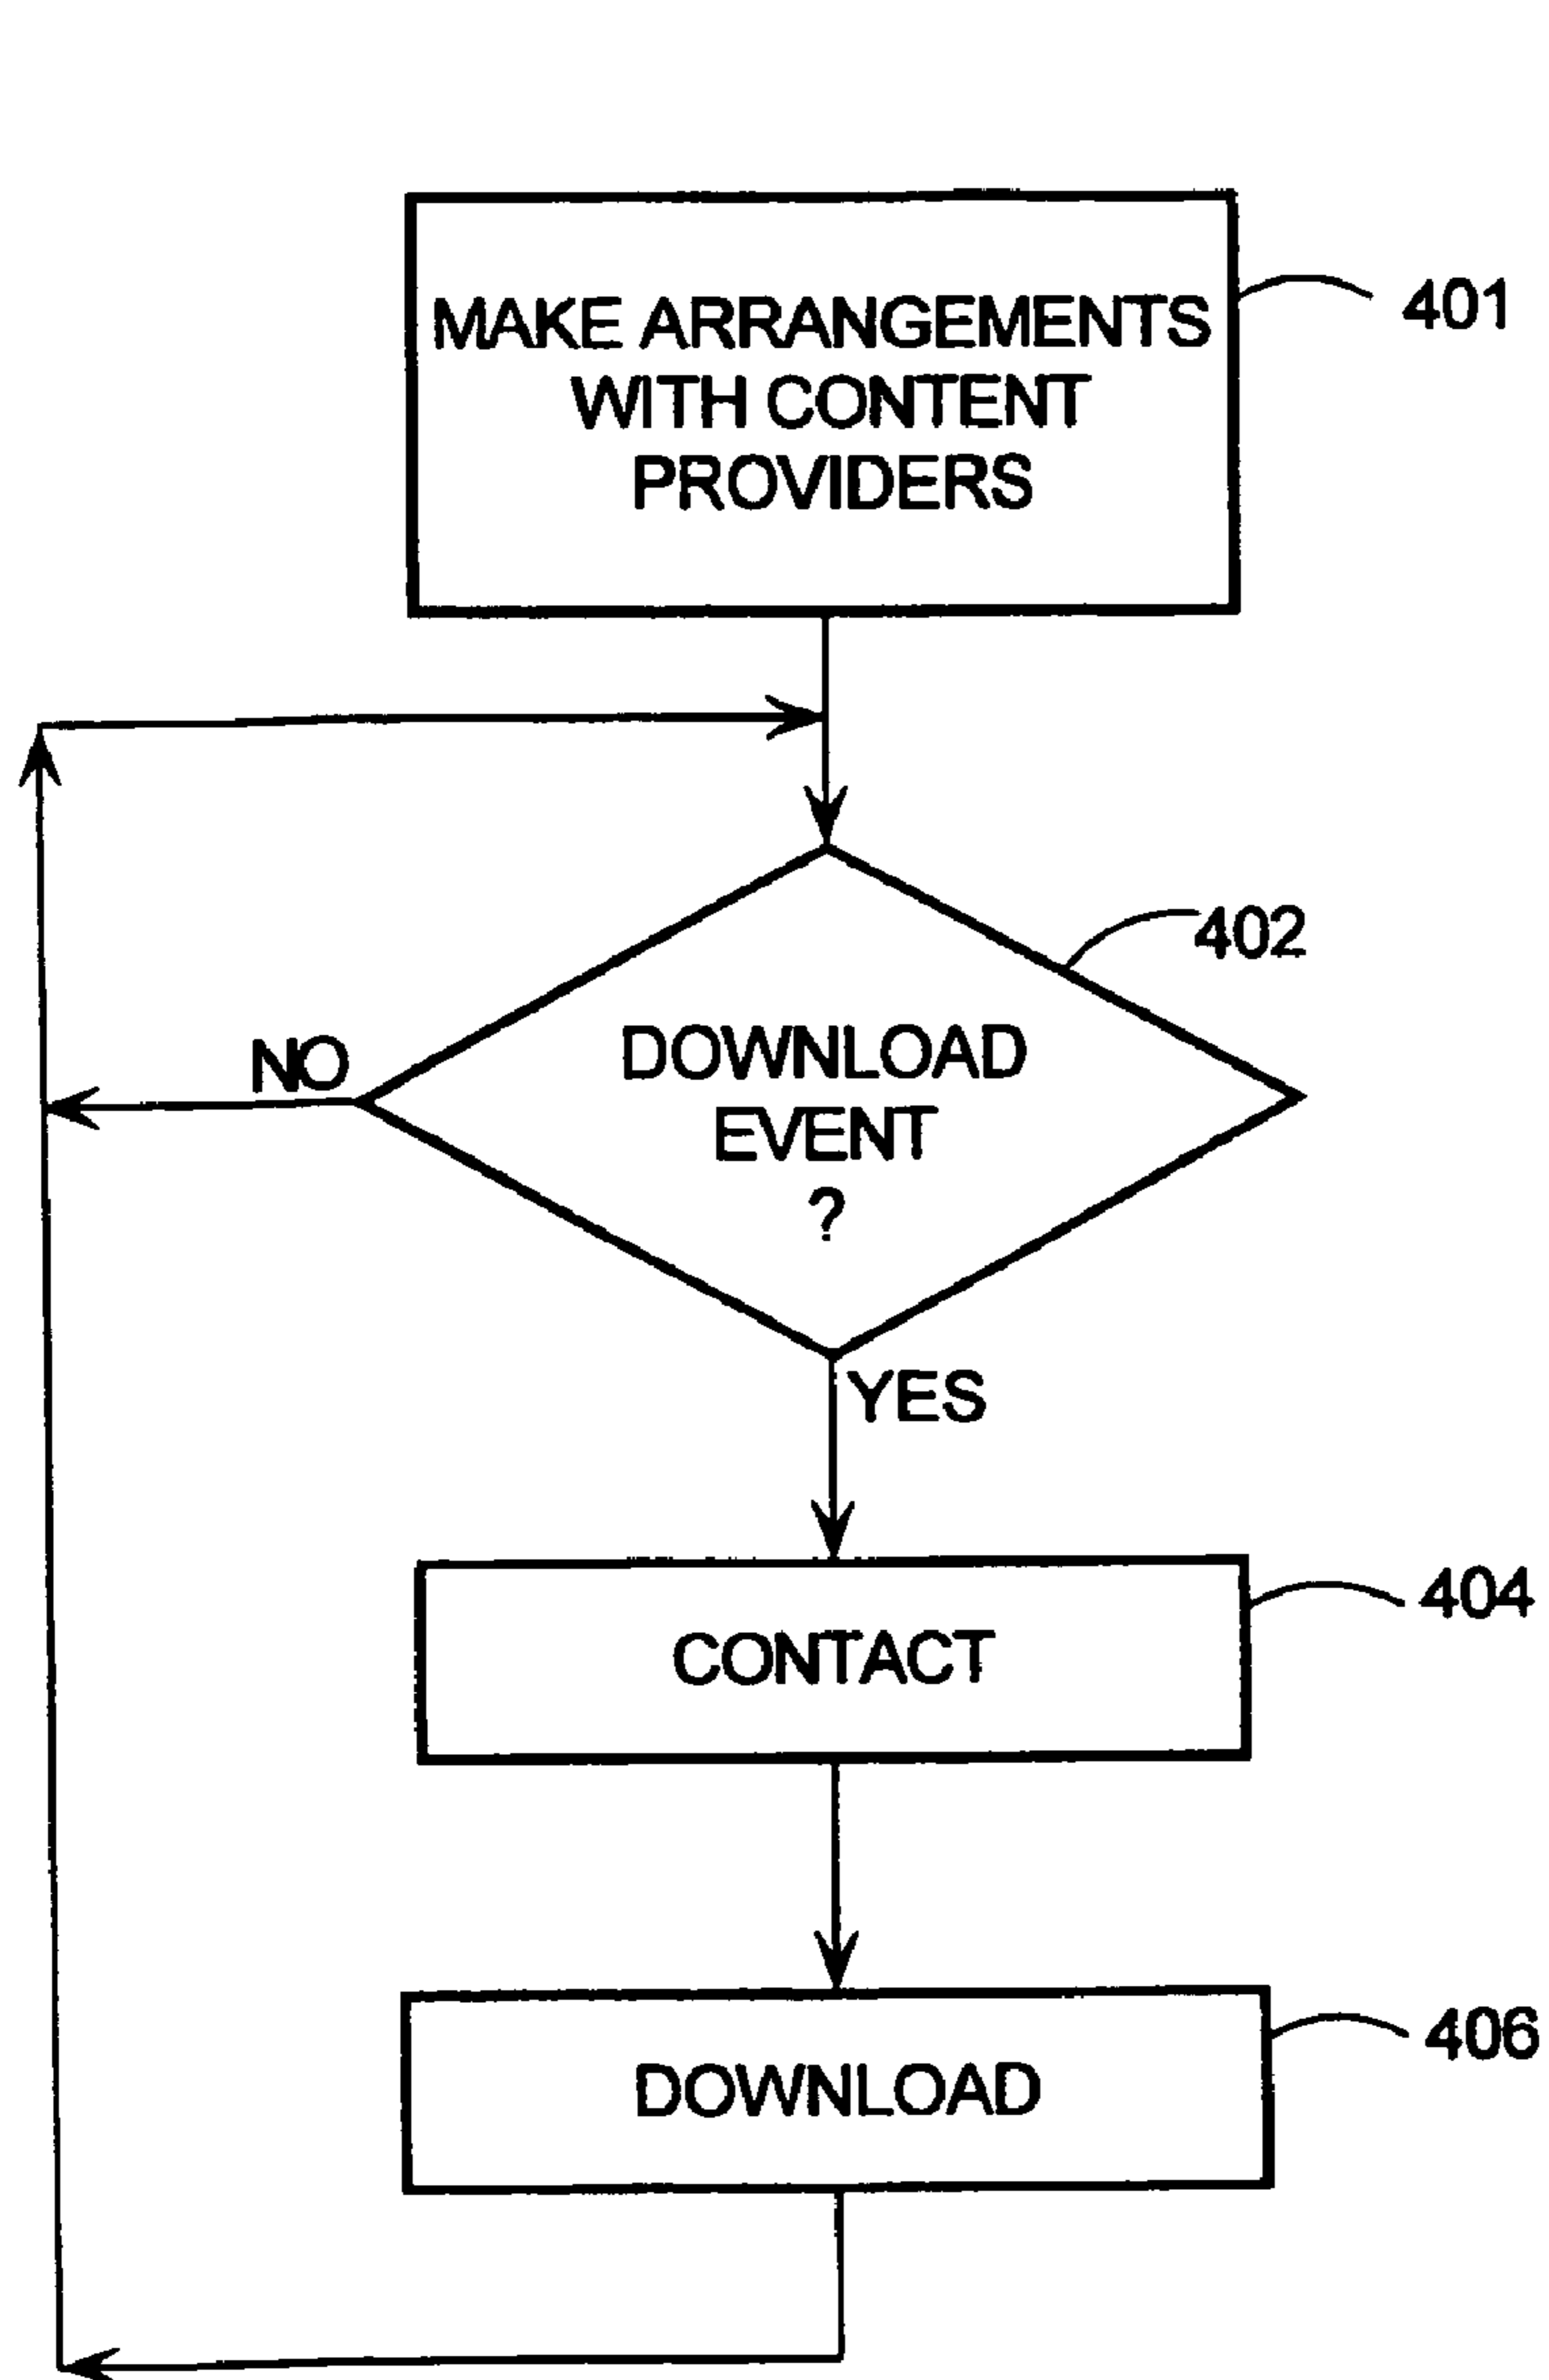 MAKE ARRANGEMENTS
WITH CONTENT
PROVIDERS
401
402
DOWNLOAD
EVENT
?
NO
YES
404
CONTACT
406
DOWNLOAD